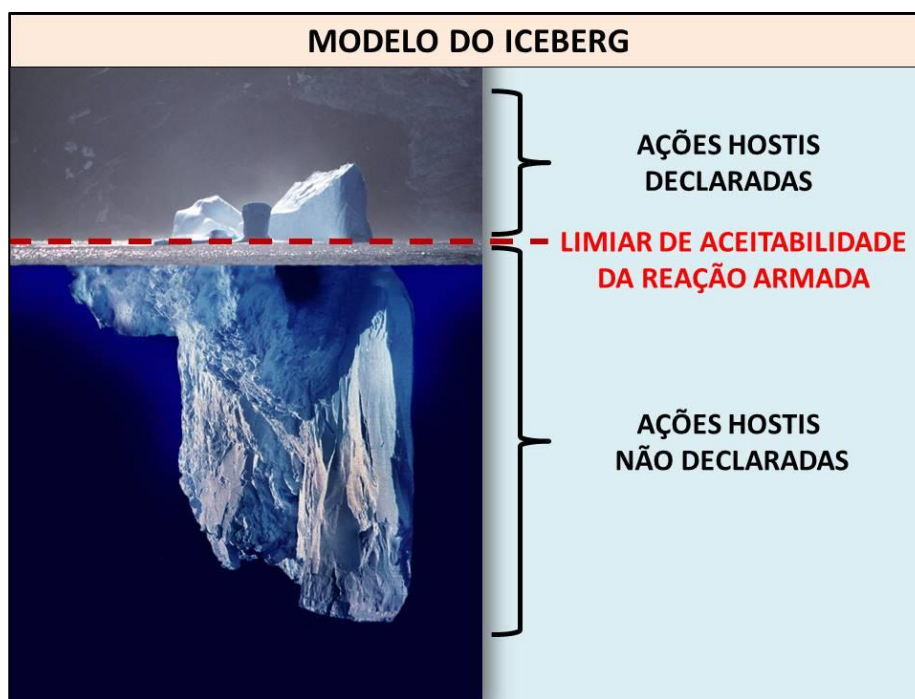 MODELO DO ICEBERG
AÇÕES HOSTIS
DECLARADAS
LIMIAR DE ACEITABILIDADE
DA REAÇÃO ARMADA
AÇÕES HOSTIS
NÃO DECLARADAS